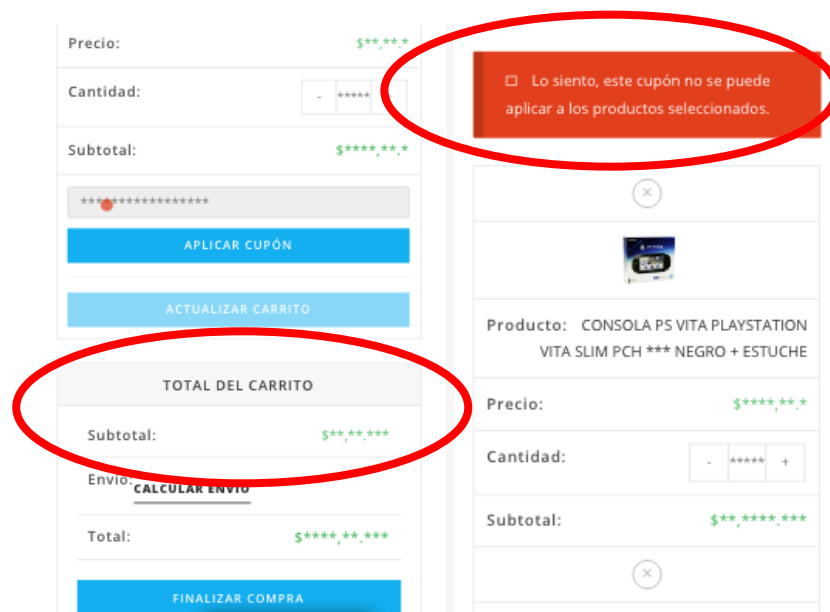 Precio: $**,**.*
Cantidad: - *****
Subtotal: $****,**.*
*****************
APLICAR CUPÓN
ACTUALIZAR CARRITO
TOTAL DEL CARRITO
Subtotal: $**,**.***
Envío: CALCULAR ENVÍO
Total: $****,**.***
FINALIZAR COMPRA
Lo siento, este cupón no se puede
aplicar a los productos seleccionados.
Producto: CONSOLA PS VITA PLAYSTATION
VITA SLIM PCH *** NEGRO + ESTUCHE
Precio: $****,**.*
Cantidad: - ***** +
Subtotal: $**,****.***